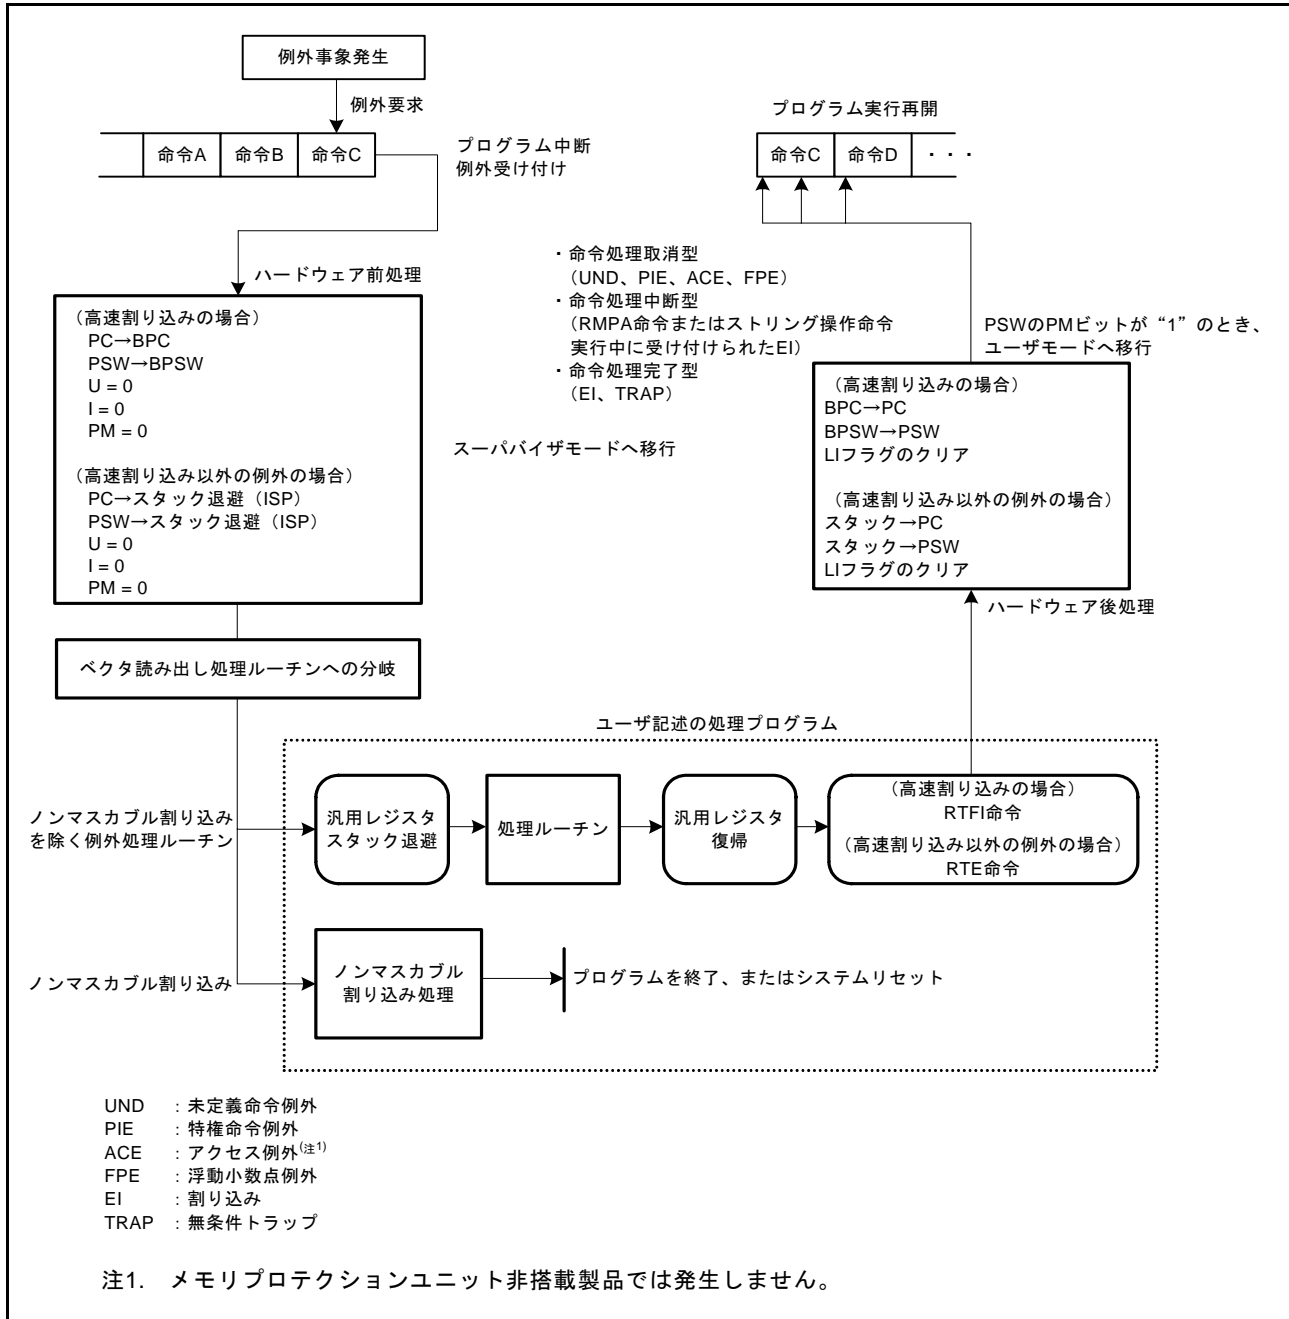 例外事象発生
例外要求
命令A 命令B 命令C
プログラム中断
例外受け付け
プログラム実行再開
命令C 命令D ・・・
ハードウェア前処理
（高速割り込みの場合）
PC→BPC
PSW→BPSW
U = 0
I = 0
PM = 0
（高速割り込み以外の例外の場合）
PC→スタック退避（ISP）
PSW→スタック退避（ISP）
U = 0
I = 0
PM = 0
・命令処理取消型
（UND、PIE、ACE、FPE）
・命令処理中断型
（RMPA命令またはストリング操作命令
実行中に受け付けられたEI）
・命令処理完了型
（EI、TRAP）
スーパバイザモードへ移行
PSWのPMビットが“1”のとき、
ユーザモードへ移行
（高速割り込みの場合）
BPC→PC
BPSW→PSW
LIフラグのクリア
（高速割り込み以外の例外の場合）
スタック→PC
スタック→PSW
LIフラグのクリア
ハードウェア後処理
ベクタ読み出し処理ルーチンへの分岐
ユーザ記述の処理プログラム
ノンマスカブル割り込み
を除く例外処理ルーチン
汎用レジスタ
スタック退避
処理ルーチン
汎用レジスタ
復帰
（高速割り込みの場合）
RTFI命令
（高速割り込み以外の例外の場合）
RTE命令
ノンマスカブル割り込み
ノンマスカブル
割り込み処理
プログラムを終了、またはシステムリセット
UND ：未定義命令例外
PIE ：特権命令例外
ACE ：アクセス例外(注1)
FPE ：浮動小数点例外
EI ：割り込み
TRAP ：無条件トラップ
注1. メモリプロテクションユニット非搭載製品では発生しません。